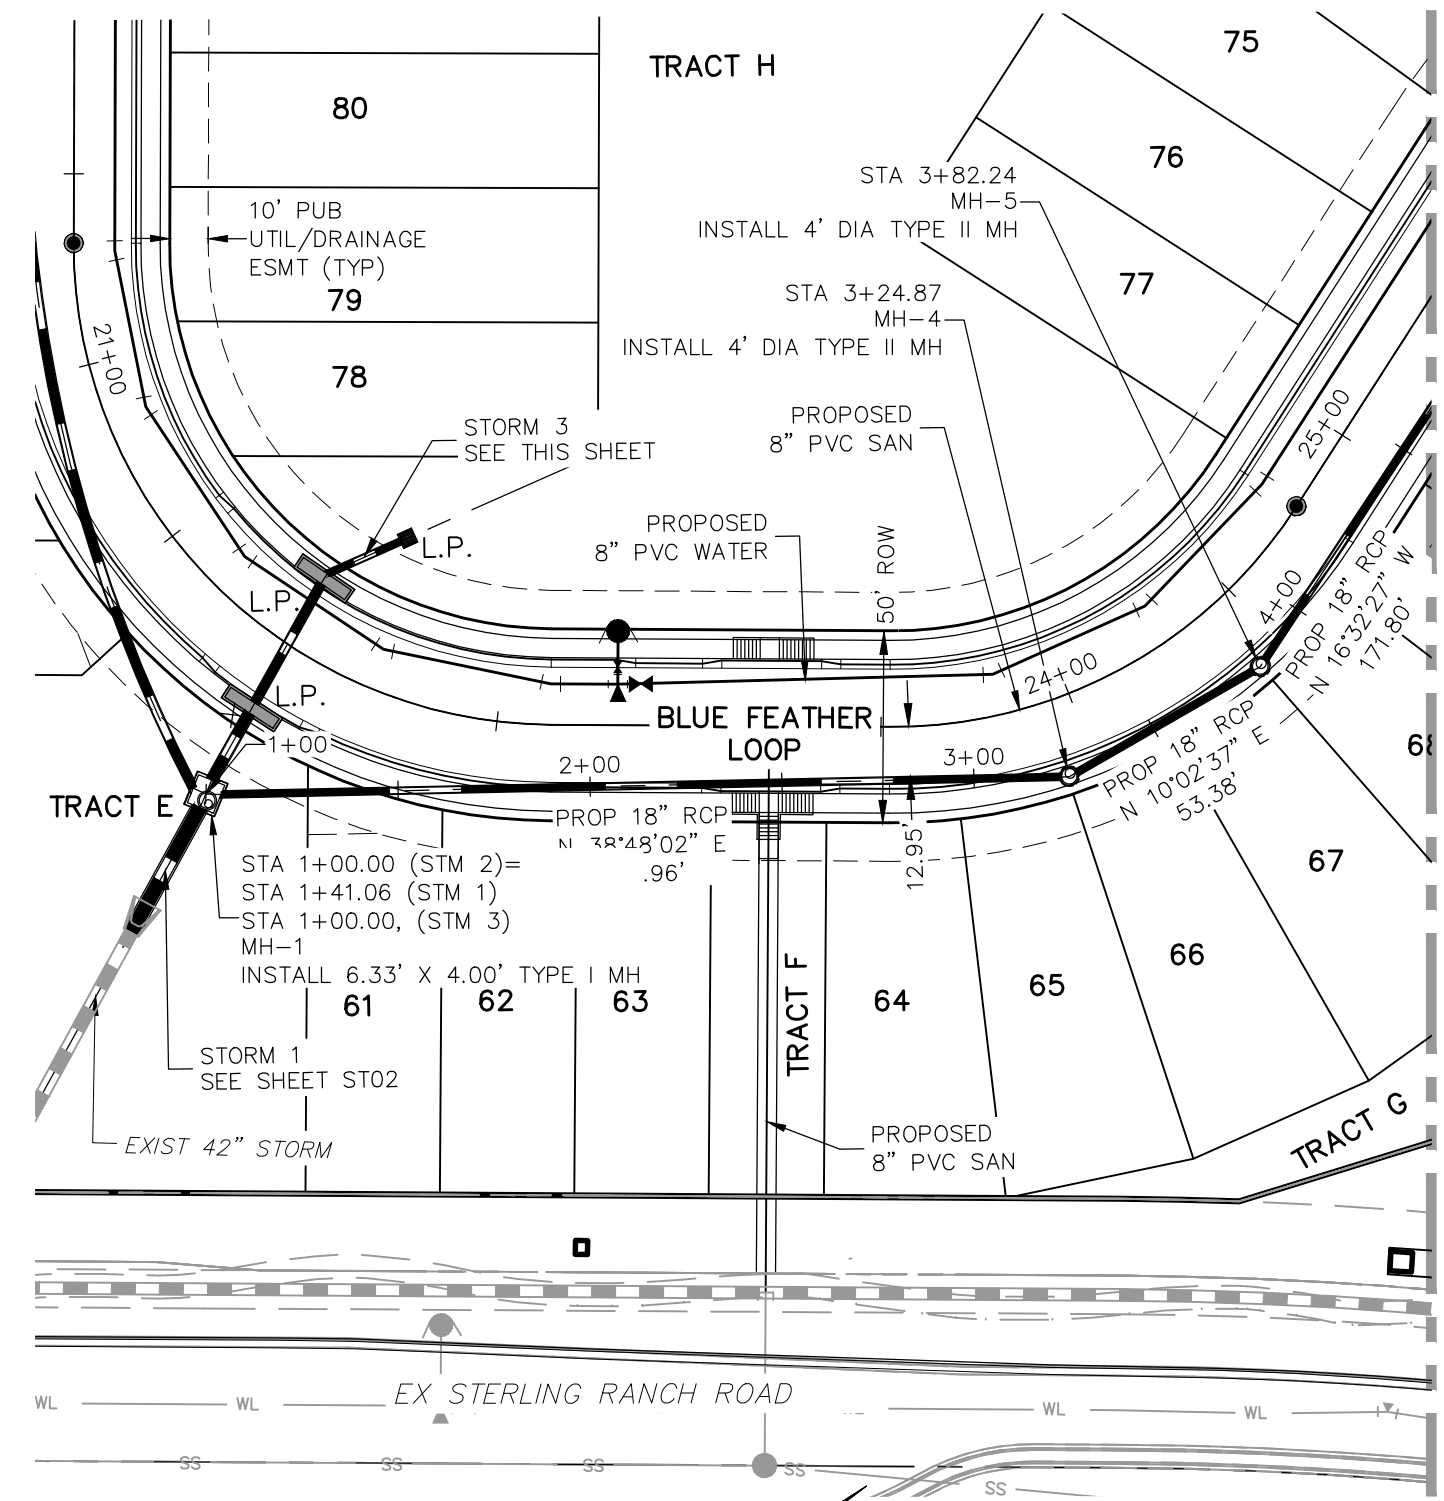 TRACT H
75
80
76
STA 3+82.24
MH-5
INSTALL 4' DIA TYPE II MH
10' PUB
UTIL/DRAINAGE
ESMT (TYP)
79
77
STA 3+24.87
MH-4
INSTALL 4' DIA TYPE II MH
21+00
78
STORM 3
SEE THIS SHEET
PROPOSED
8" PVC SAN
25+00
PROPOSED
8" PVC WATER
50' ROW
L.P.
L.P.
L.P.
4+00
PROP 18" RCP
N 16°32'27" W
171.80'
24+00
BLUE FEATHER
LOOP
1+00
2+00
3+00
PROP 18" RCP
N 10°02'37" E
53.38'
68
TRACT E
PROP 18" RCP
N 38°48'02" E
.96'
12.95'
STA 1+00.00 (STM 2)=
STA 1+41.06 (STM 1)
STA 1+00.00, (STM 3)
MH-1
INSTALL 6.33' X 4.00' TYPE I MH
61
62
63
TRACT F
64
65
66
67
STORM 1
SEE SHEET ST02
EXIST 42" STORM
PROPOSED
8" PVC SAN
TRACT G
EX STERLING RANCH ROAD
WL
WL
WL
WL
SS
SS
SS
SS
SS